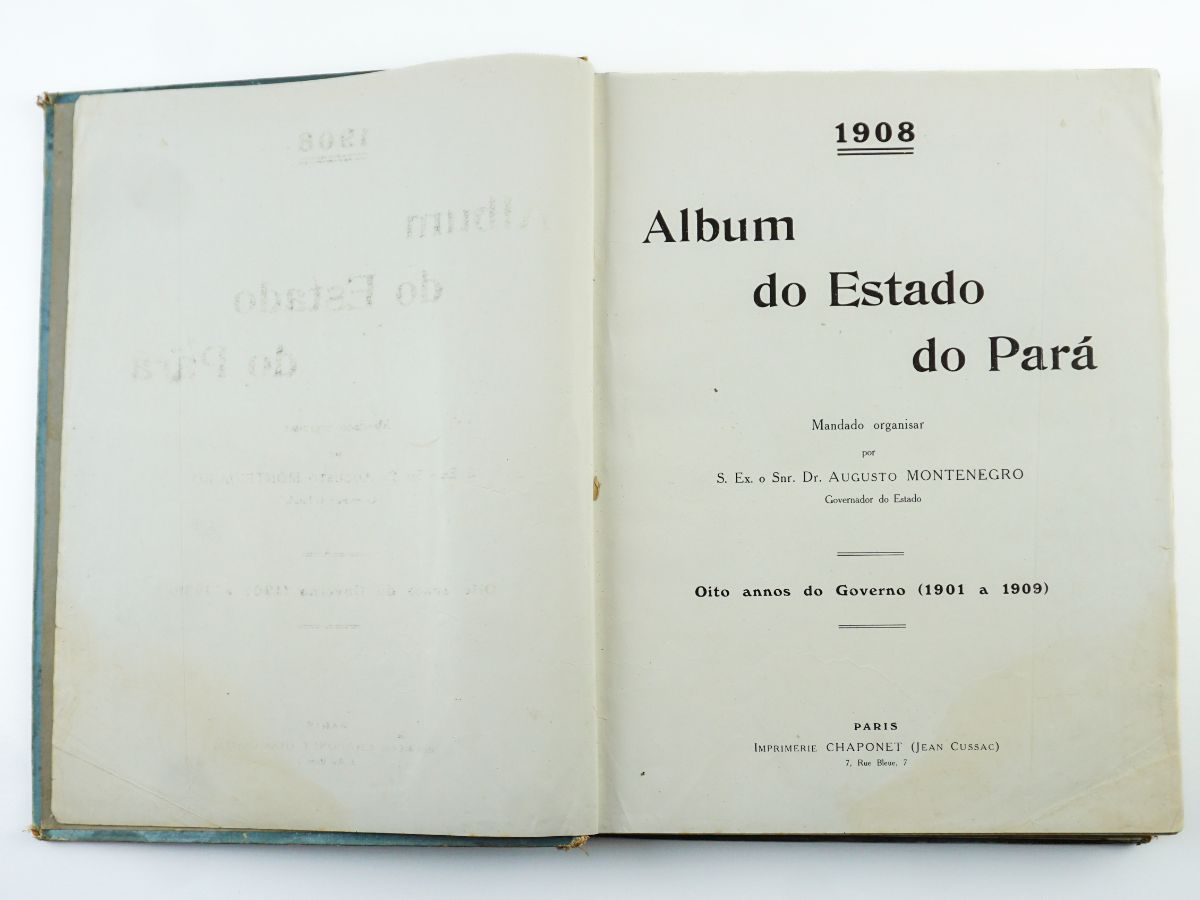 1908
Album
do Estado
do Pará
Mandado organisar
por
S. Ex. o Snr. Dr. Augusto MONTENEGRO
Governador do Estado
Oito annos do Governo (1901 a 1909)
PARIS
Imprimerie CHAPONET (Jean Cussac)
7, Rue Bleue, 7